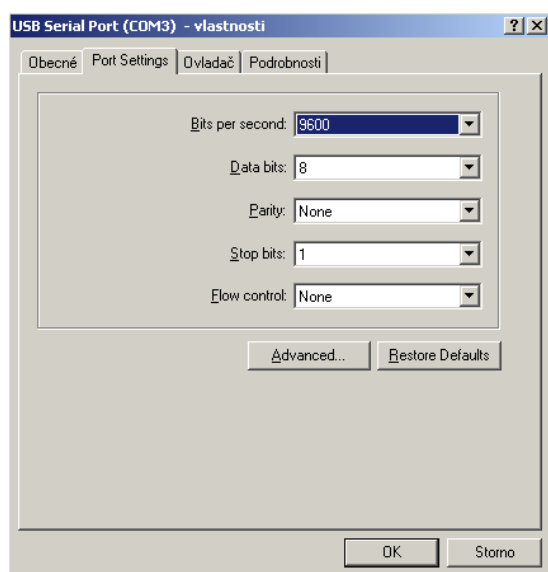 USB Serial Port (COM3) - vlastnosti
Obecné Port Settings Ovladač Podrobnosti
Bits per second: 9600
Data bits: 8
Parity: None
Stop bits: 1
Flow control: None
Advanced... Restore Defaults
OK Storno